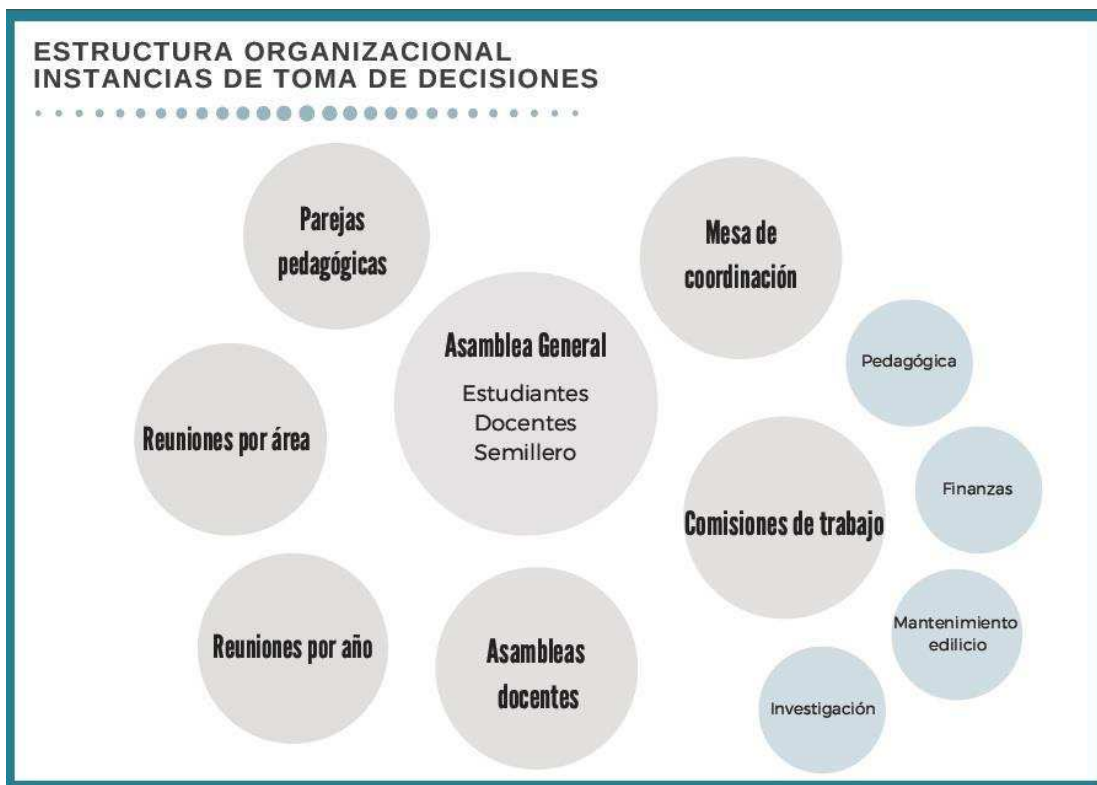 ESTRUCTURA ORGANIZACIONAL
INSTANCIAS DE TOMA DE DECISIONES
Parejas
pedagógicas
Mesa de
coordinación
Asamblea General
Estudiantes
Docentes
Semillero
Pedagógica
Reuniones por área
Finanzas
Comisiones de trabajo
Mantenimiento
edilicio
Reuniones por año
Asambleas
docentes
Investigación